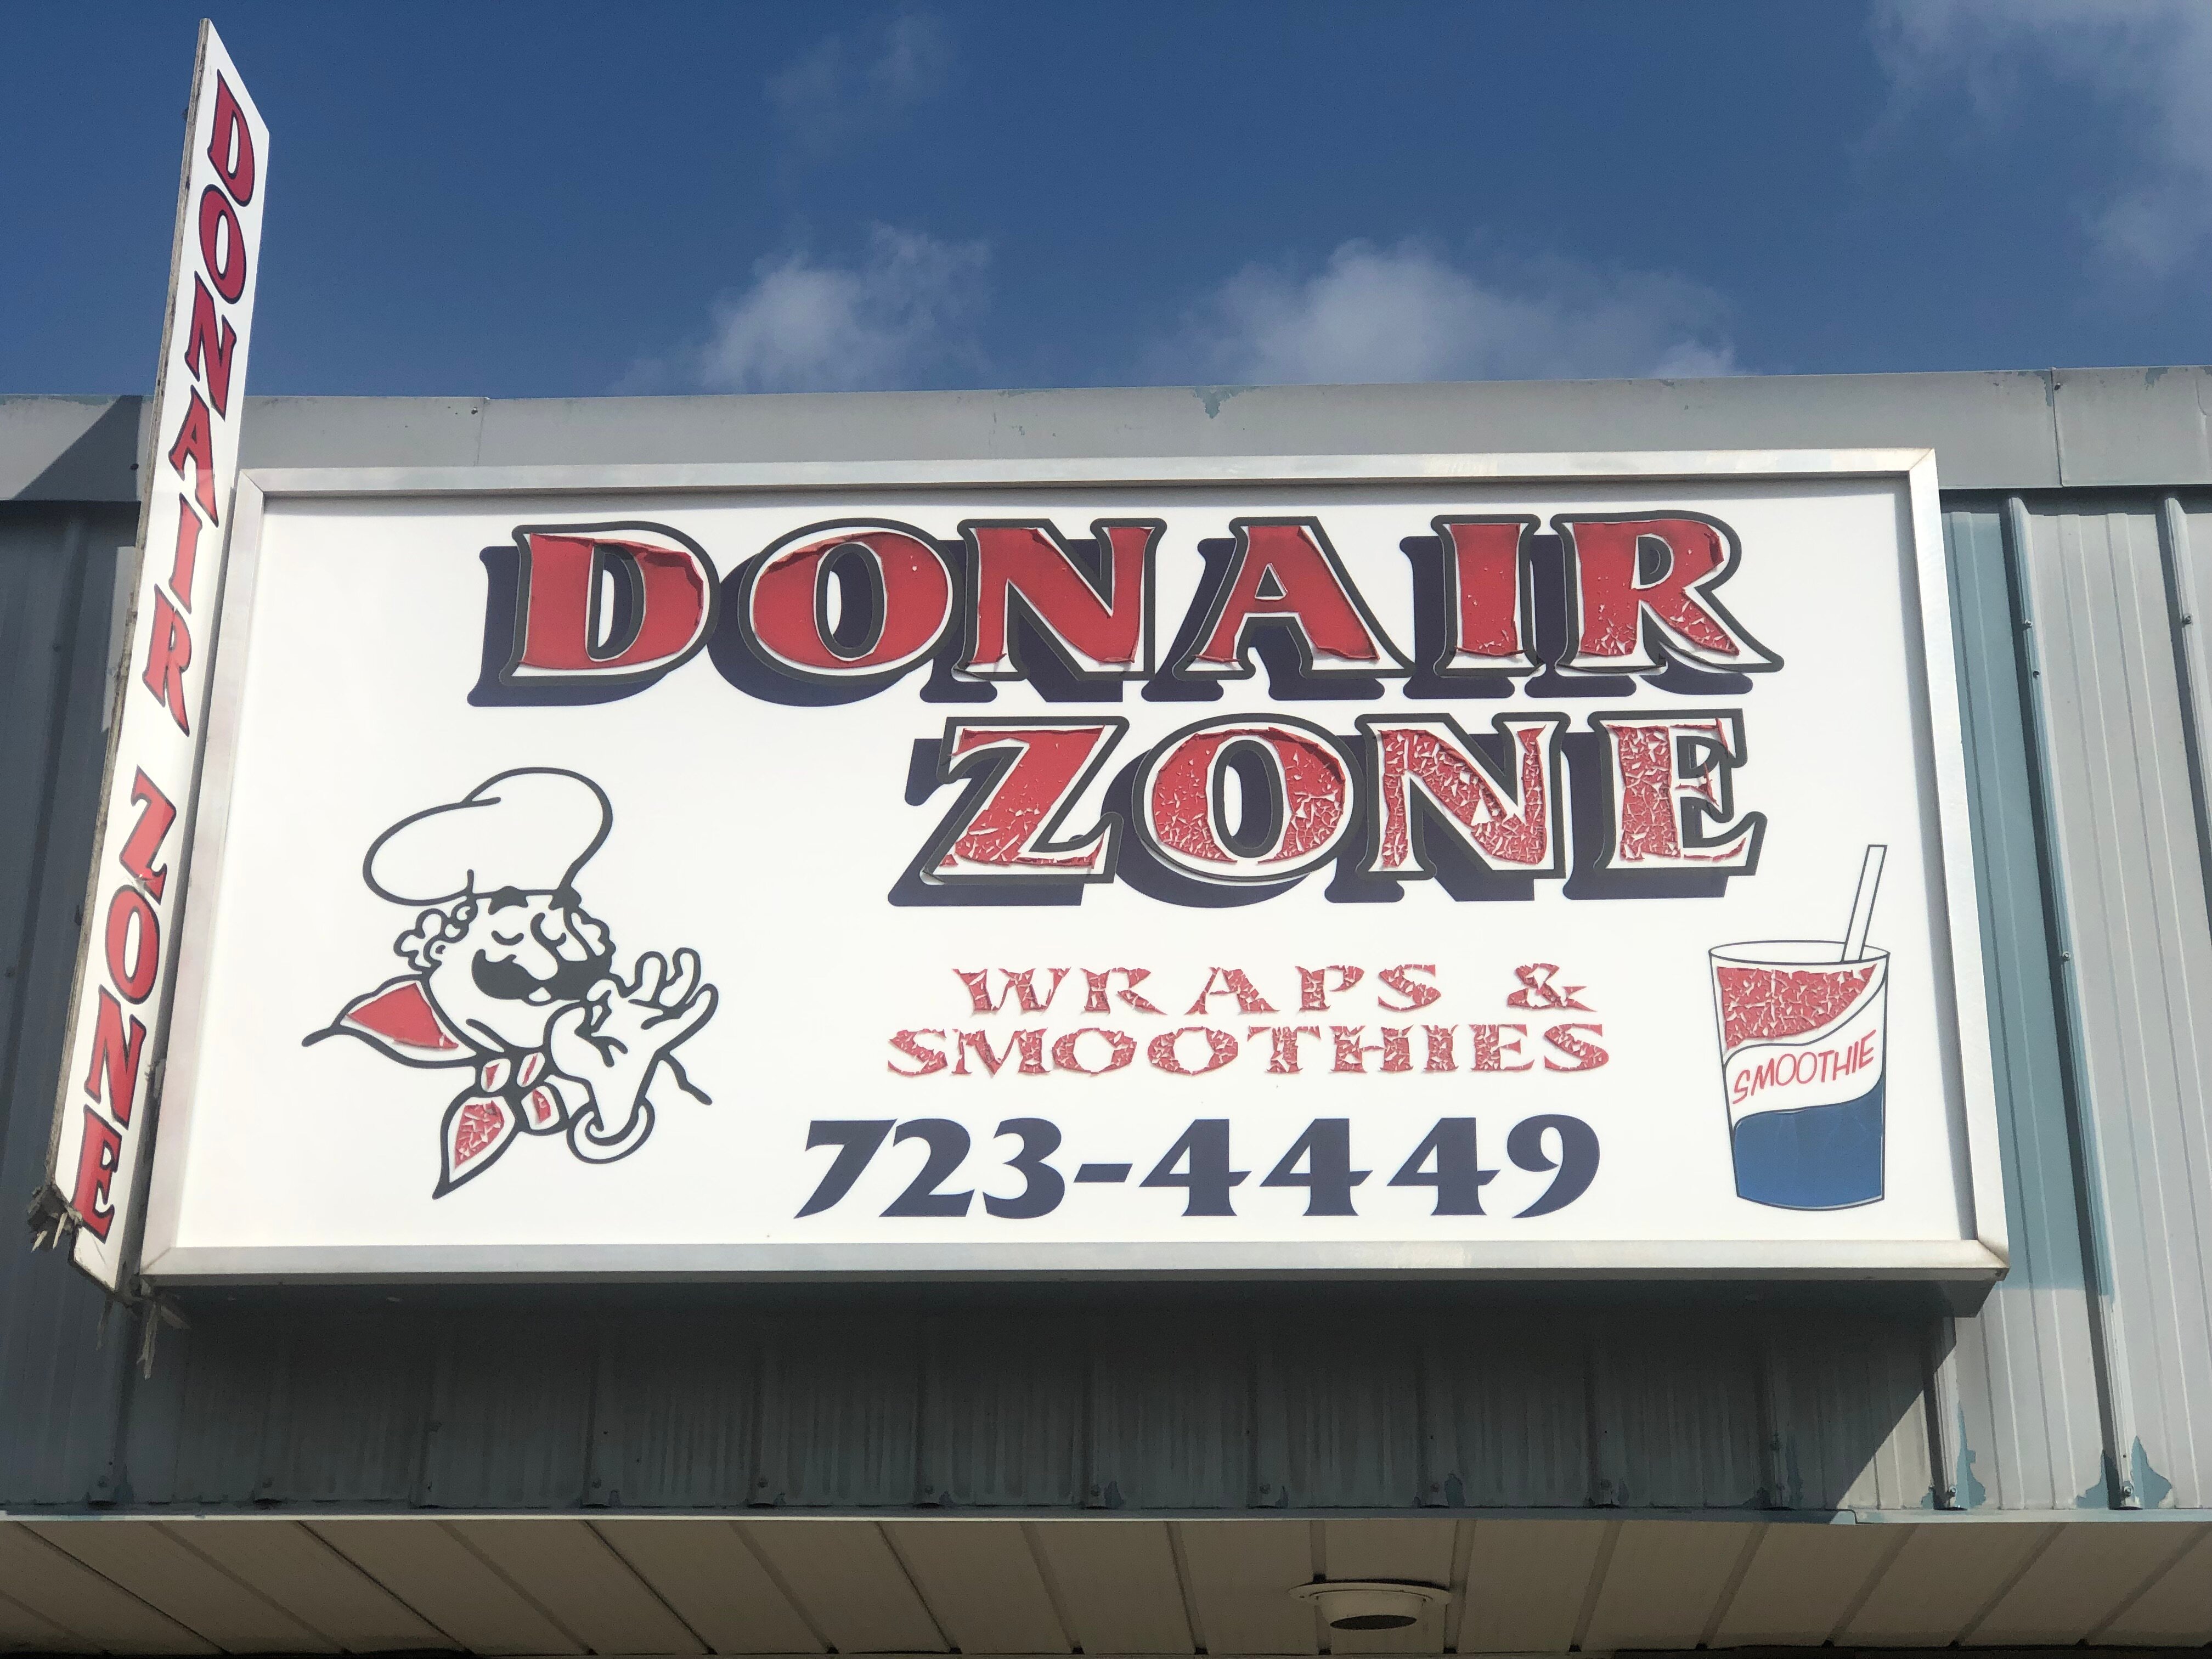 DONAIR ZONE
DONAIR
ZONE
WRAPS &
SMOOTHIES
723-4449
SMOOTHIE